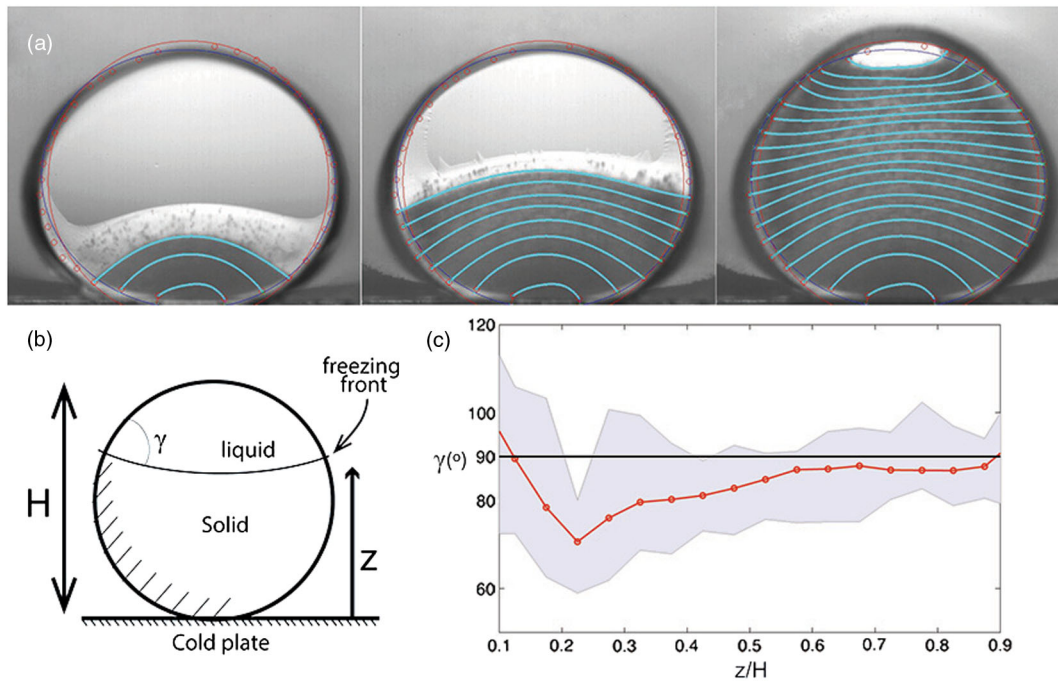 (a)
(b)
freezing
front
γ
liquid
H
Solid
z
Cold plate
(c)
120
100
γ(°)
90
80
60
0.1
0.2
0.3
0.4
0.5
0.6
0.7
0.8
0.9
z/H